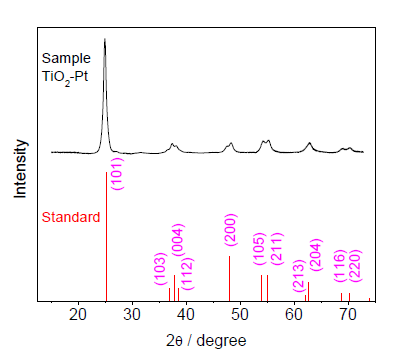 Sample
TiO2-Pt
Intensity
Standard
(101)
(103)
(004)
(112)
(200)
(105)
(211)
(213)
(204)
(116)
(220)
20 30 40 50 60 70
2θ / degree